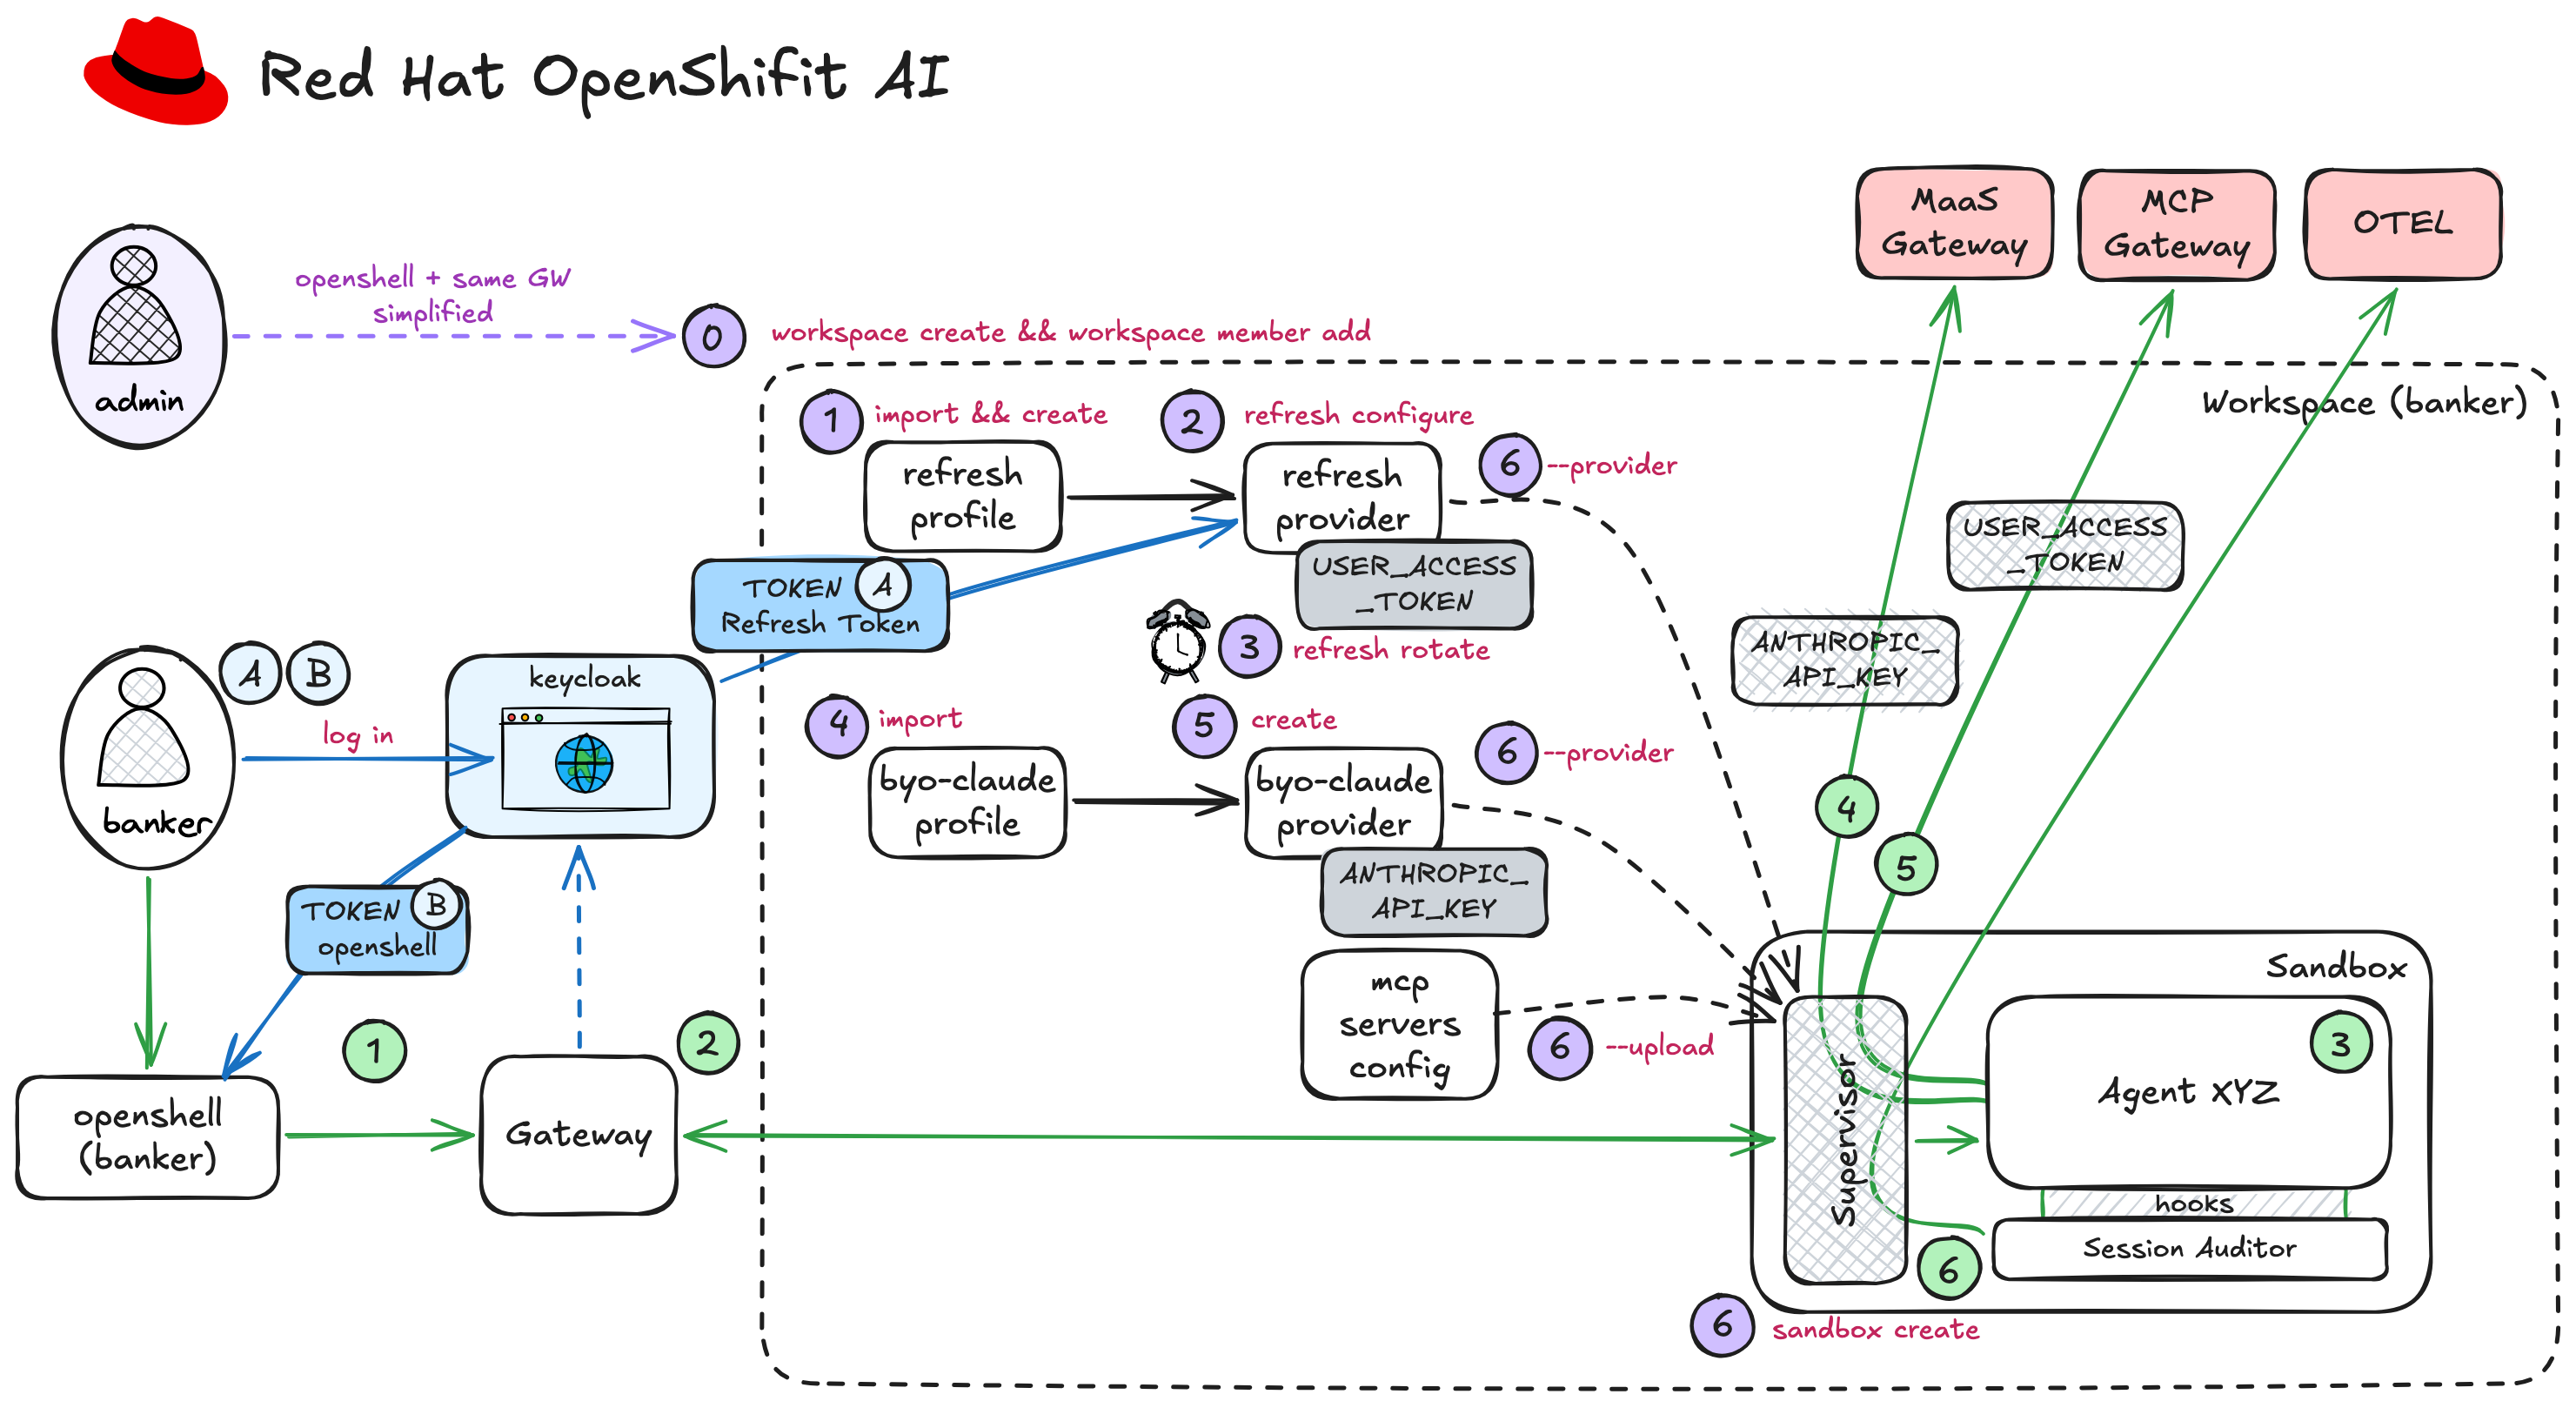 Red Hat OpenShifit AI
MaaS
Gateway
MCP
Gateway
OTEL
openshell + same GW
simplified
0
workspace create && workspace member add
admin
Workspace (banker)
1
import && create
2
refresh configure
6
--provider
refresh
profile
refresh
provider
USER_ACCESS
_TOKEN
USER_ACCESS
_TOKEN
TOKEN
A
Refresh Token
3
refresh rotate
ANTHROPIC_
API_KEY
A
B
keycloak
log in
banker
4
import
5
create
6
--provider
byo-claude
profile
byo-claude
provider
ANTHROPIC_
API_KEY
4
5
TOKEN
B
openshell
mcp
servers
config
6
--upload
Sandbox
1
2
3
openshell
(banker)
Gateway
Supervisor
Agent XYZ
hooks
Session Auditor
6
6
sandbox create